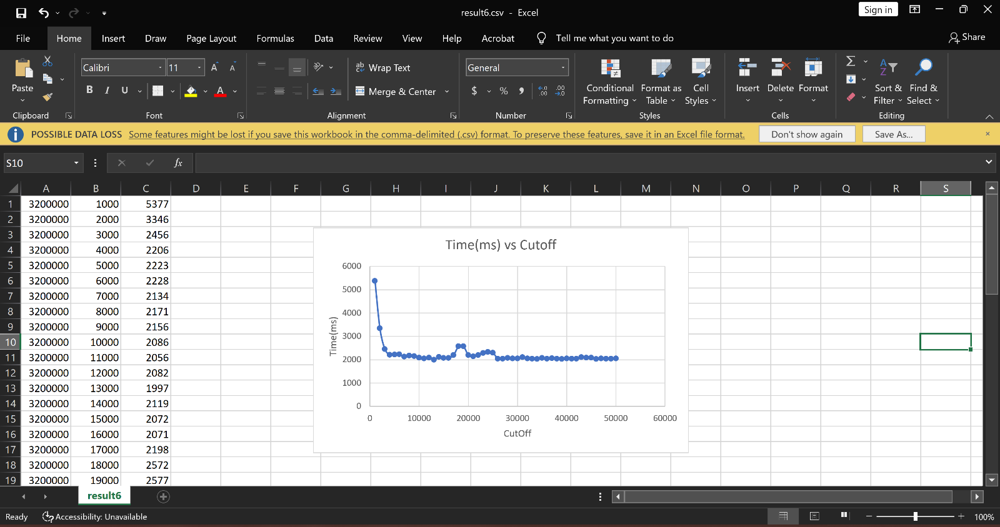 result6.csv - Excel
Sign in
File Home Insert Draw Page Layout Formulas Data Review View Help Acrobat Tell me what you want to do Share
Paste
Clipboard
Calibri 11 A A
B I U A
Font
ab Wrap Text
Merge & Center
Alignment
General
$ % , .0 .00 .00 .0
Number
Conditional Formatting
Format as Table
Cell Styles
Styles
Insert Delete Format
Cells
Sort & Filter
Find & Select
Editing
POSSIBLE DATA LOSS Some features might be lost if you save this workbook in the comma-delimited (.csv) format. To preserve these features, save it in an Excel file format. Don't show again Save As...
S10 fx
A B C D E F G H I J K L M N O P Q R S
1 3200000 1000 5377
2 3200000 2000 3346
3 3200000 3000 2456
4 3200000 4000 2206
5 3200000 5000 2223
6 3200000 6000 2228
7 3200000 7000 2134
8 3200000 8000 2171
9 3200000 9000 2156
10 3200000 10000 2086
11 3200000 11000 2056
12 3200000 12000 2082
13 3200000 13000 1997
14 3200000 14000 2119
15 3200000 15000 2072
16 3200000 16000 2071
17 3200000 17000 2198
18 3200000 18000 2572
19 3200000 19000 2577
Time(ms) vs Cutoff
Time(ms)
6000
5000
4000
3000
2000
1000
0
0 10000 20000 30000 40000 50000 60000
CutOff
result6
Ready Accessibility: Unavailable 100%